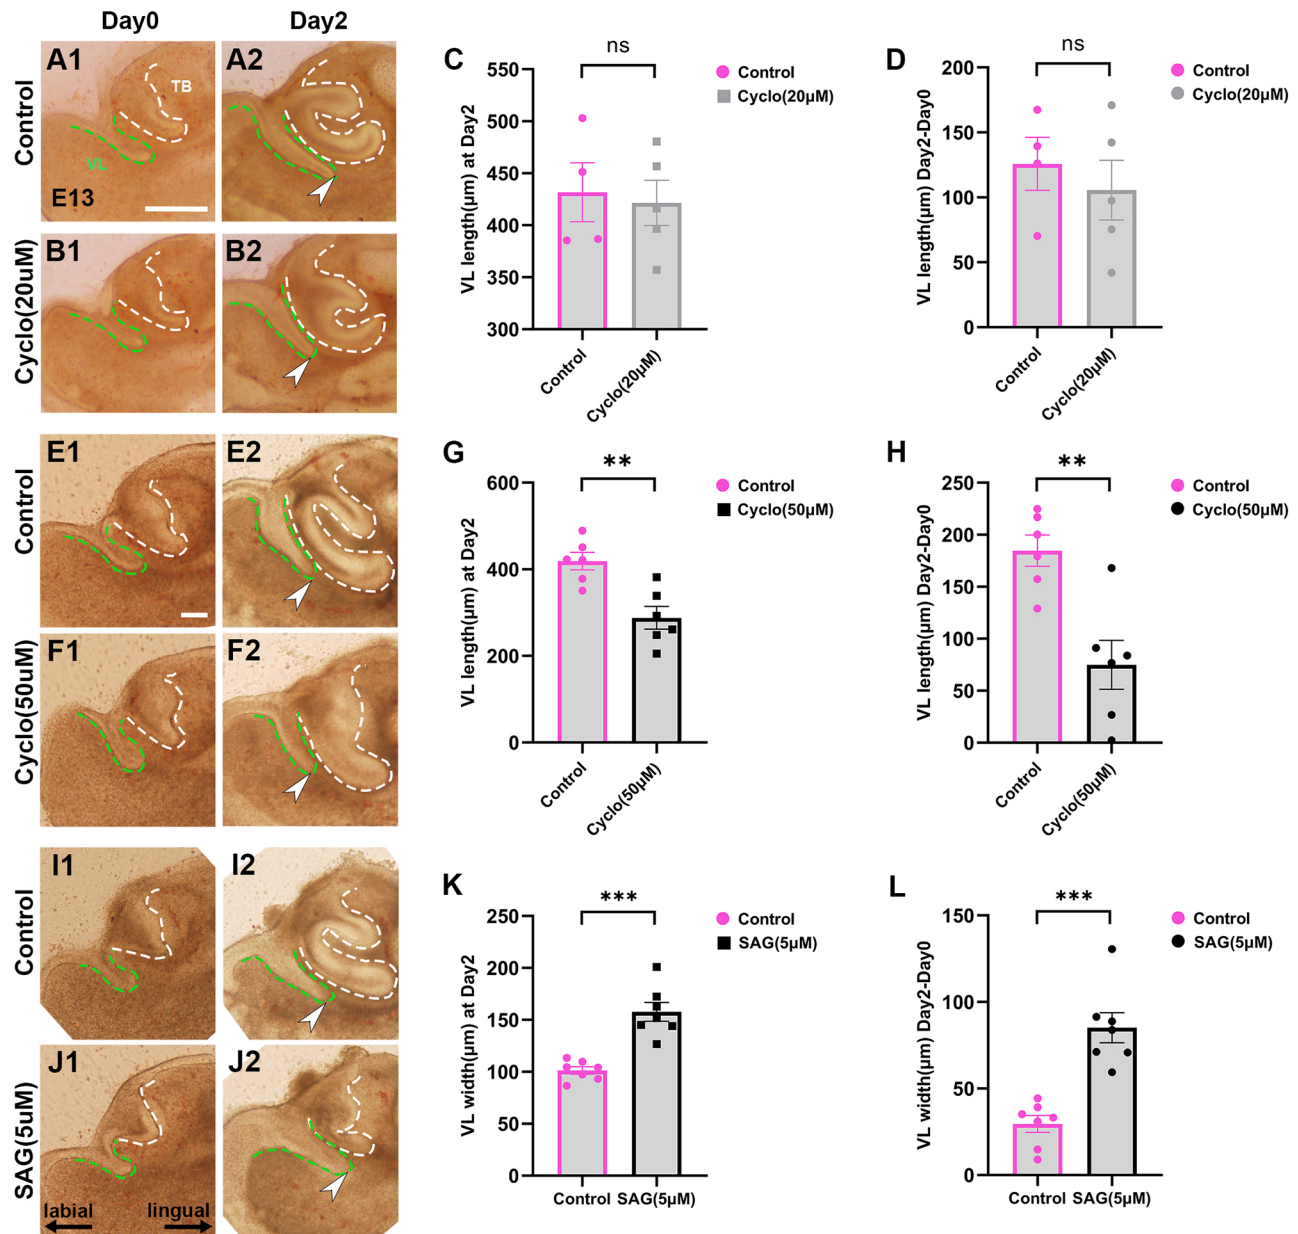 Day0 Day2
Control
A1 TB VL E13
A2
Cyclo(20uM)
B1
B2
C
ns
VL length(μm) at Day2
550
500
450
400
350
300
Control
Cyclo(20μM)
Control
Cyclo(20μM)
D
ns
VL length(μm) Day2-Day0
200
150
100
50
0
Control
Cyclo(20μM)
Control
Cyclo(20μM)
Control
E1
E2
Cyclo(50uM)
F1
F2
G
**
VL length(μm) at Day2
600
400
200
0
Control
Cyclo(50μM)
Control
Cyclo(50μM)
H
**
VL length(μm) Day2-Day0
250
200
150
100
50
0
Control
Cyclo(50μM)
Control
Cyclo(50μM)
Control
I1
I2
SAG(5uM)
J1
labial lingual
J2
K
***
VL width(μm) at Day2
250
200
150
100
50
0
Control SAG(5μM)
Control
SAG(5μM)
L
***
VL width(μm) Day2-Day0
150
100
50
0
Control SAG(5μM)
Control
SAG(5μM)